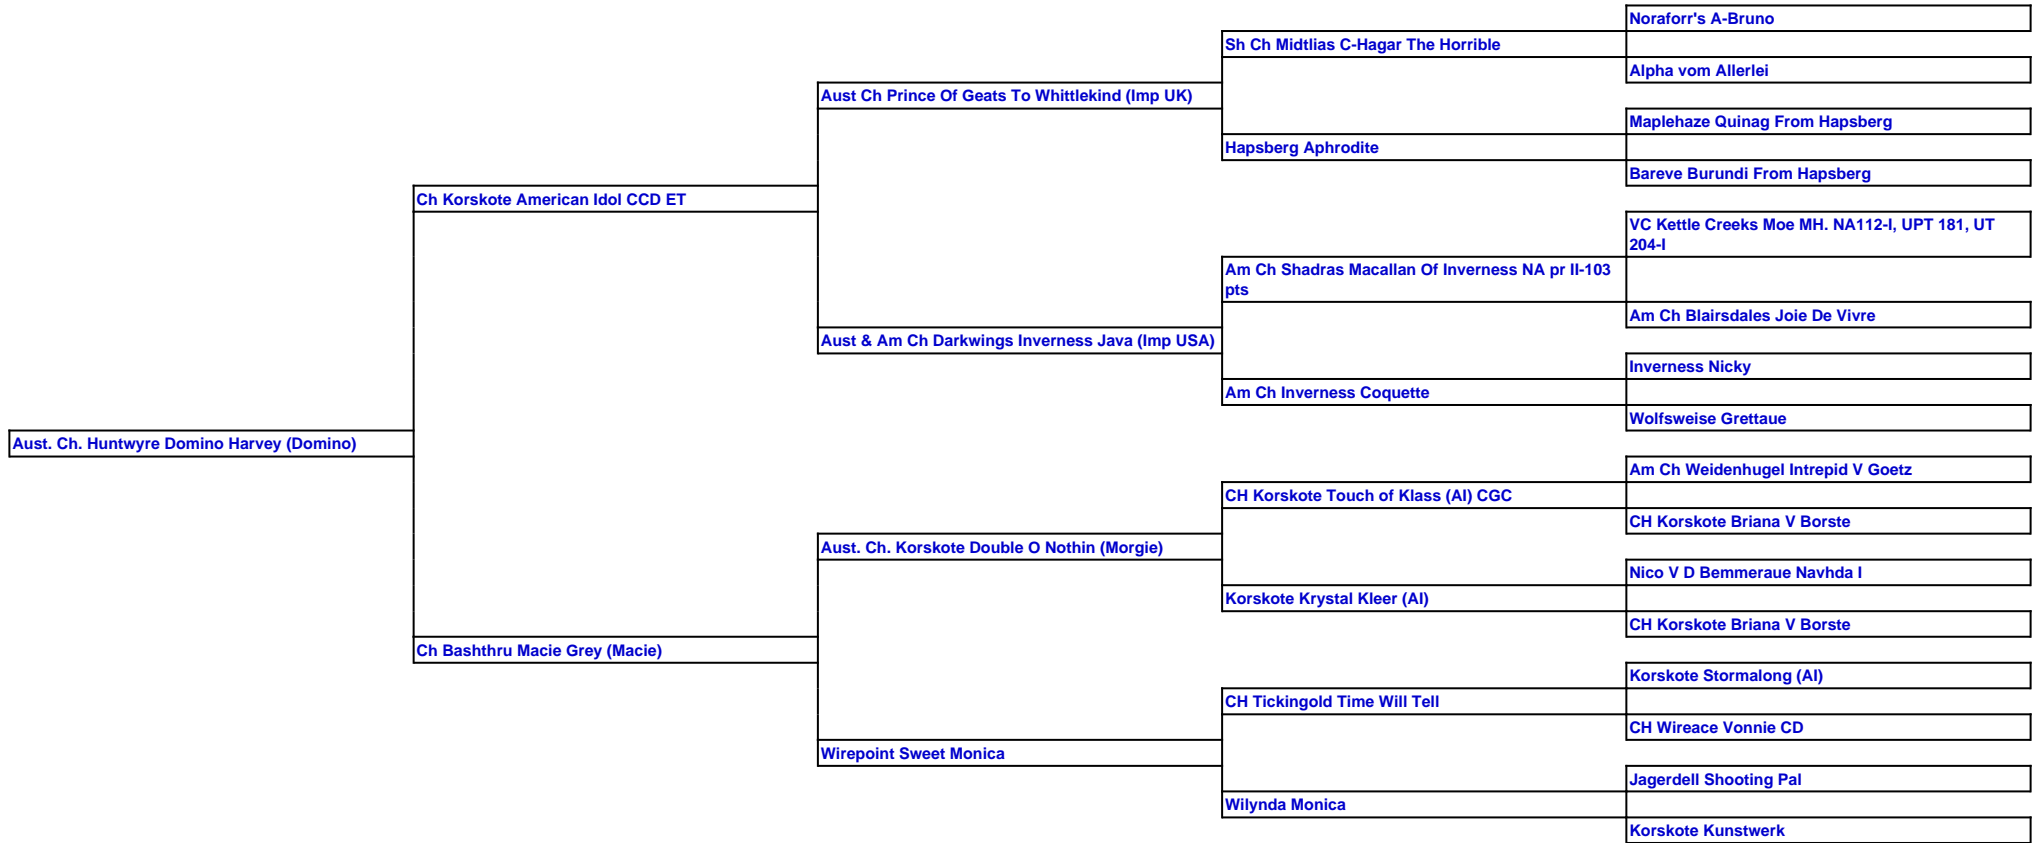 Noraforr's A-Bruno
Sh Ch Midtlias C-Hagar The Horrible
Alpha vom Allerlei
Aust Ch Prince Of Geats To Whittlekind (Imp UK)
Maplehaze Quinag From Hapsberg
Hapsberg Aphrodite
Bareve Burundi From Hapsberg
Ch Korskote American Idol CCD ET
VC Kettle Creeks Moe MH. NA112-I, UPT 181, UT
204-I
Am Ch Shadras Macallan Of Inverness NA pr II-103
pts
Am Ch Blairsdales Joie De Vivre
Aust & Am Ch Darkwings Inverness Java (Imp USA)
Inverness Nicky
Am Ch Inverness Coquette
Wolfsweise Grettaue
Aust. Ch. Huntwyre Domino Harvey (Domino)
Am Ch Weidenhugel Intrepid V Goetz
CH Korskote Touch of Klass (AI) CGC
CH Korskote Briana V Borste
Aust. Ch. Korskote Double O Nothin (Morgie)
Nico V D Bemmeraue Navhda I
Korskote Krystal Kleer (AI)
CH Korskote Briana V Borste
Ch Bashthru Macie Grey (Macie)
Korskote Stormalong (AI)
CH Tickingold Time Will Tell
CH Wireace Vonnie CD
Wirepoint Sweet Monica
Jagerdell Shooting Pal
Wilynda Monica
Korskote Kunstwerk